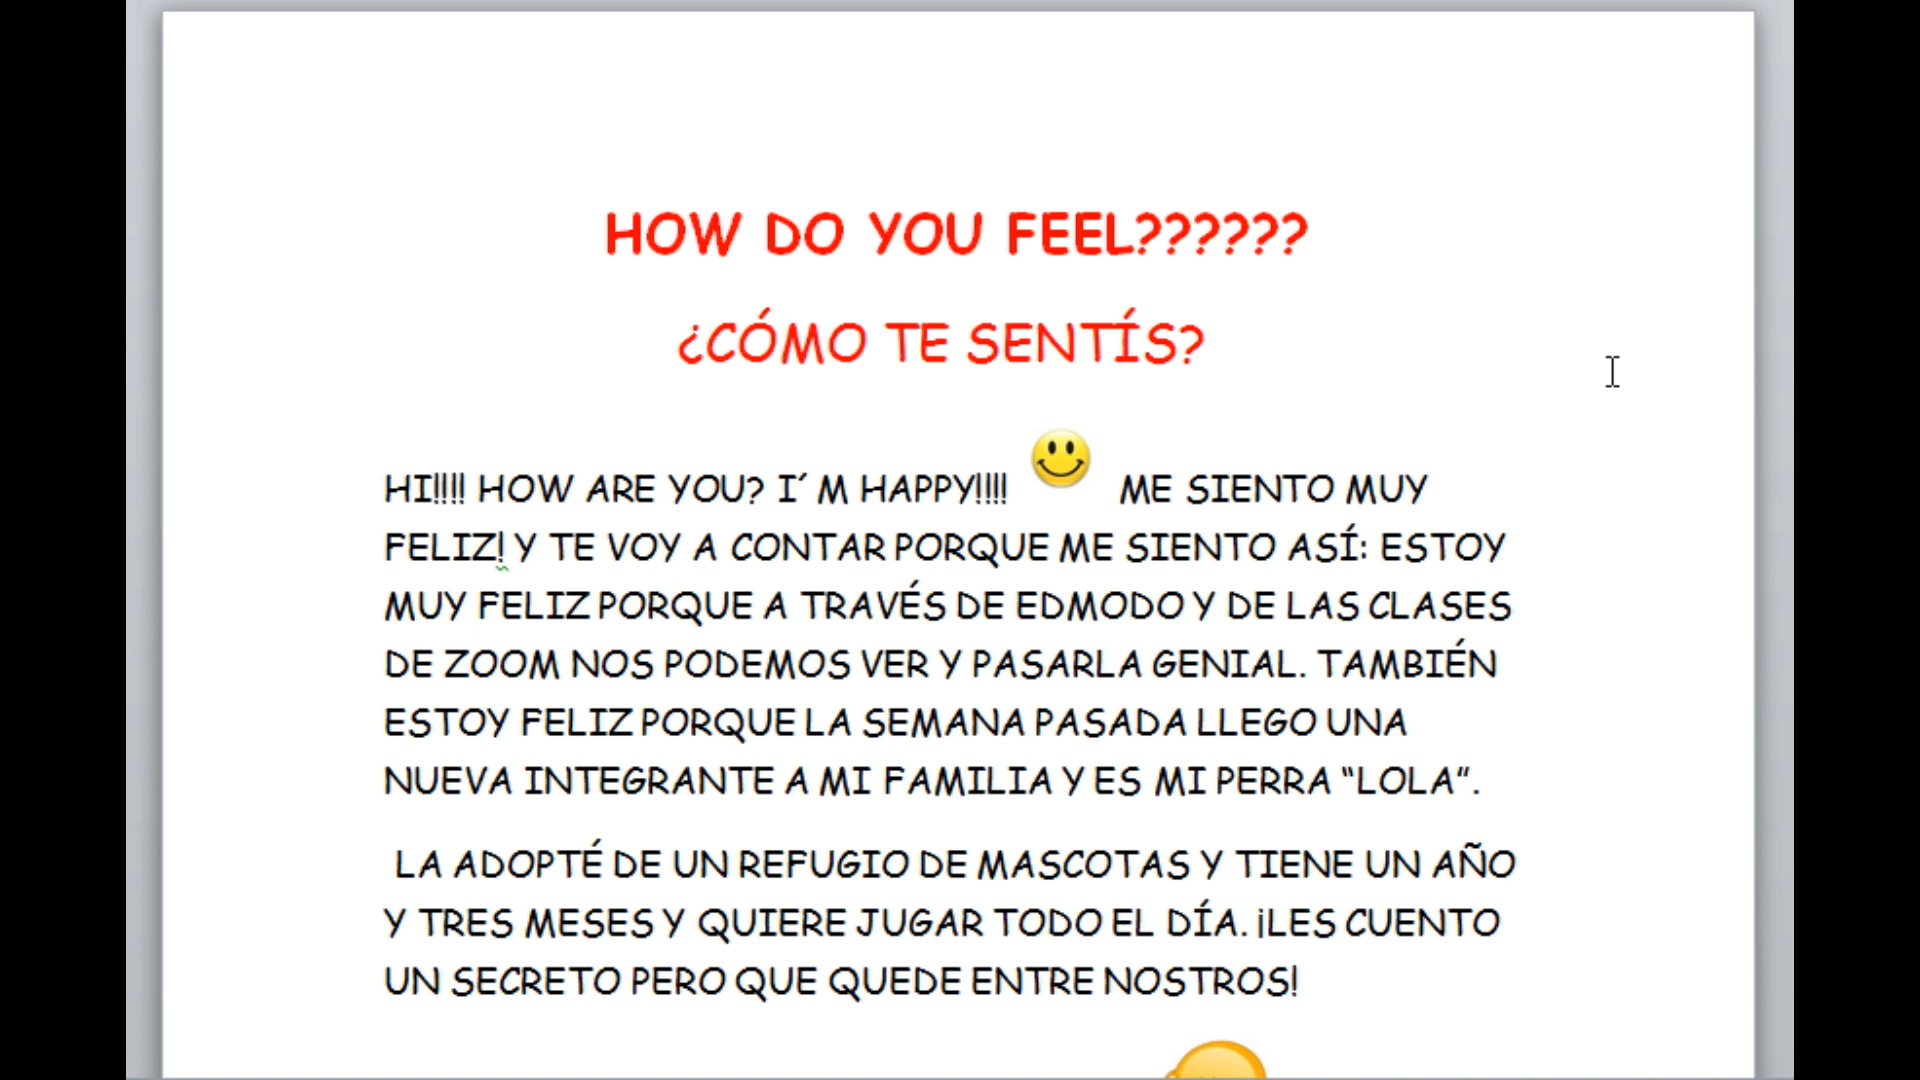 HOW DO YOU FEEL??????
¿CÓMO TE SENTÍS?
HI!!!! HOW ARE YOU? I´M HAPPY!!!! ME SIENTO MUY
FELIZ! Y TE VOY A CONTAR PORQUE ME SIENTO ASÍ: ESTOY
MUY FELIZ PORQUE A TRAVÉS DE EDMODO Y DE LAS CLASES
DE ZOOM NOS PODEMOS VER Y PASARLA GENIAL. TAMBIÉN
ESTOY FELIZ PORQUE LA SEMANA PASADA LLEGO UNA
NUEVA INTEGRANTE A MI FAMILIA Y ES MI PERRA “LOLA”.
LA ADOPTÉ DE UN REFUGIO DE MASCOTAS Y TIENE UN AÑO
Y TRES MESES Y QUIERE JUGAR TODO EL DÍA. ¡LES CUENTO
UN SECRETO PERO QUE QUEDE ENTRE NOSTROS!